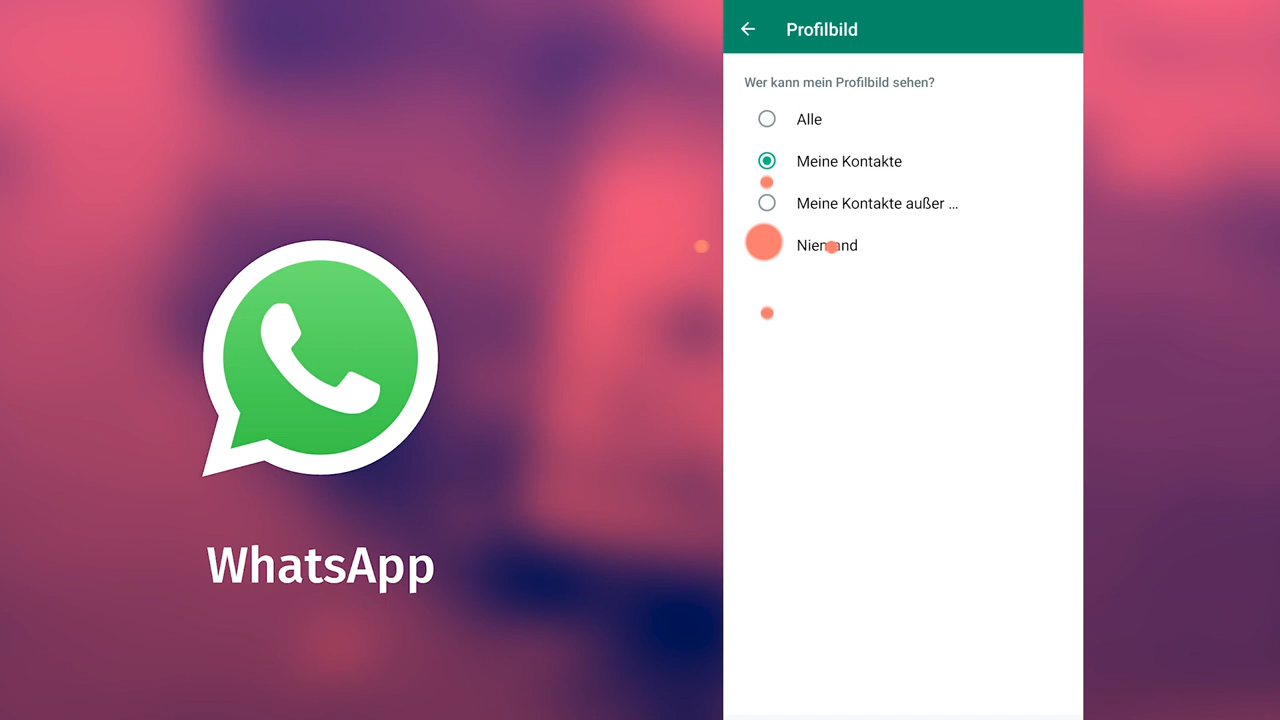 Profilbild
Wer kann mein Profilbild sehen?
Alle
Meine Kontakte
Meine Kontakte außer ...
Niemand
WhatsApp